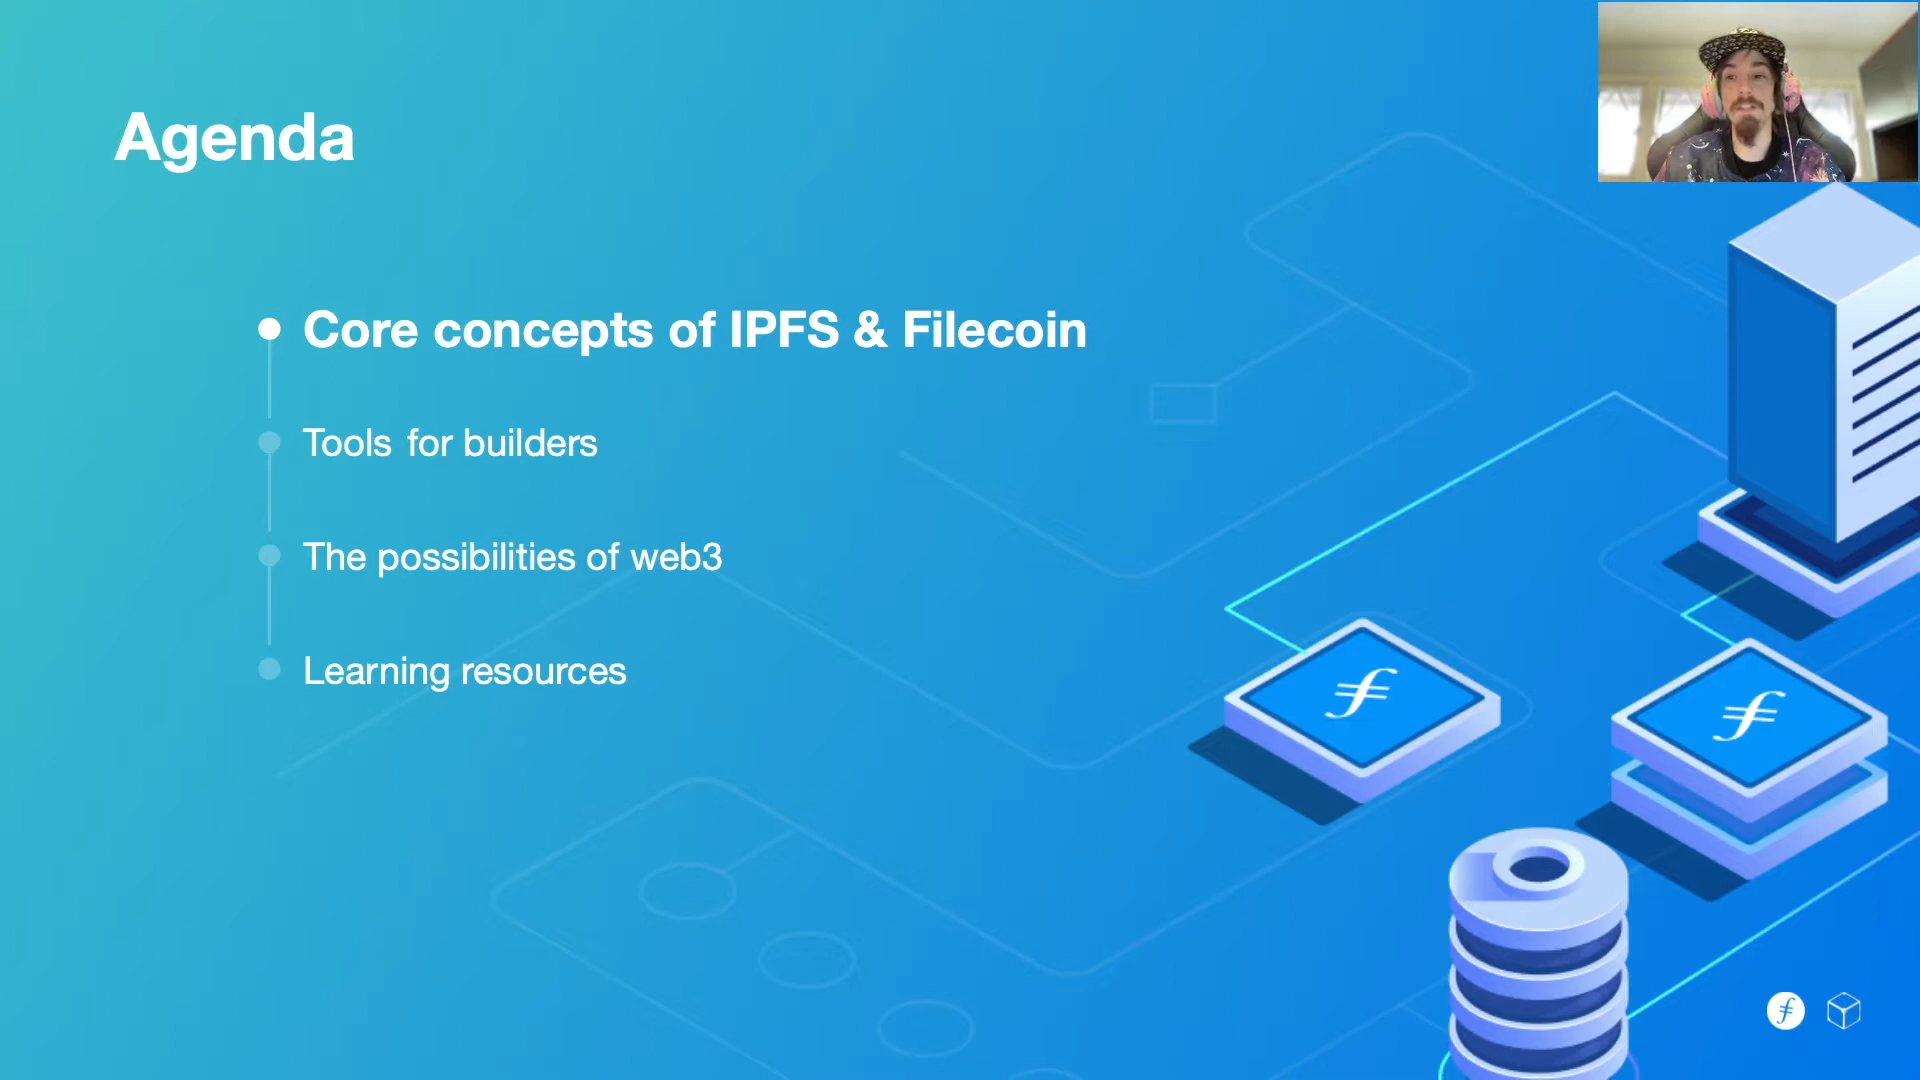 Agenda
Core concepts of IPFS & Filecoin
Tools for builders
The possibilities of web3
Learning resources